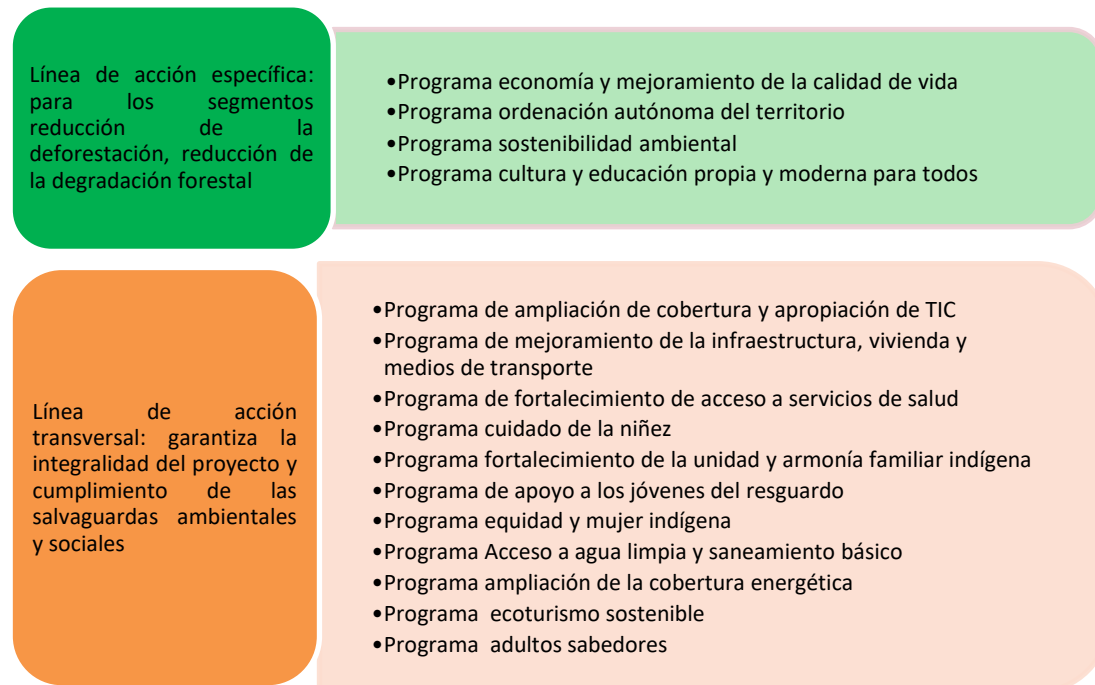 Línea de acción específica:
para los segmentos
reducción de la
deforestación, reducción de
la degradación forestal
•Programa economía y mejoramiento de la calidad de vida
•Programa ordenación autónoma del territorio
•Programa sostenibilidad ambiental
•Programa cultura y educación propia y moderna para todos
Línea de acción
transversal: garantiza la
integralidad del proyecto y
cumplimiento de las
salvaguardas ambientales
y sociales
•Programa de ampliación de cobertura y apropiación de TIC
•Programa de mejoramiento de la infraestructura, vivienda y
medios de transporte
•Programa de fortalecimiento de acceso a servicios de salud
•Programa cuidado de la niñez
•Programa fortalecimiento de la unidad y armonía familiar indígena
•Programa de apoyo a los jóvenes del resguardo
•Programa equidad y mujer indígena
•Programa Acceso a agua limpia y saneamiento básico
•Programa ampliación de la cobertura energética
•Programa ecoturismo sostenible
•Programa adultos sabedores